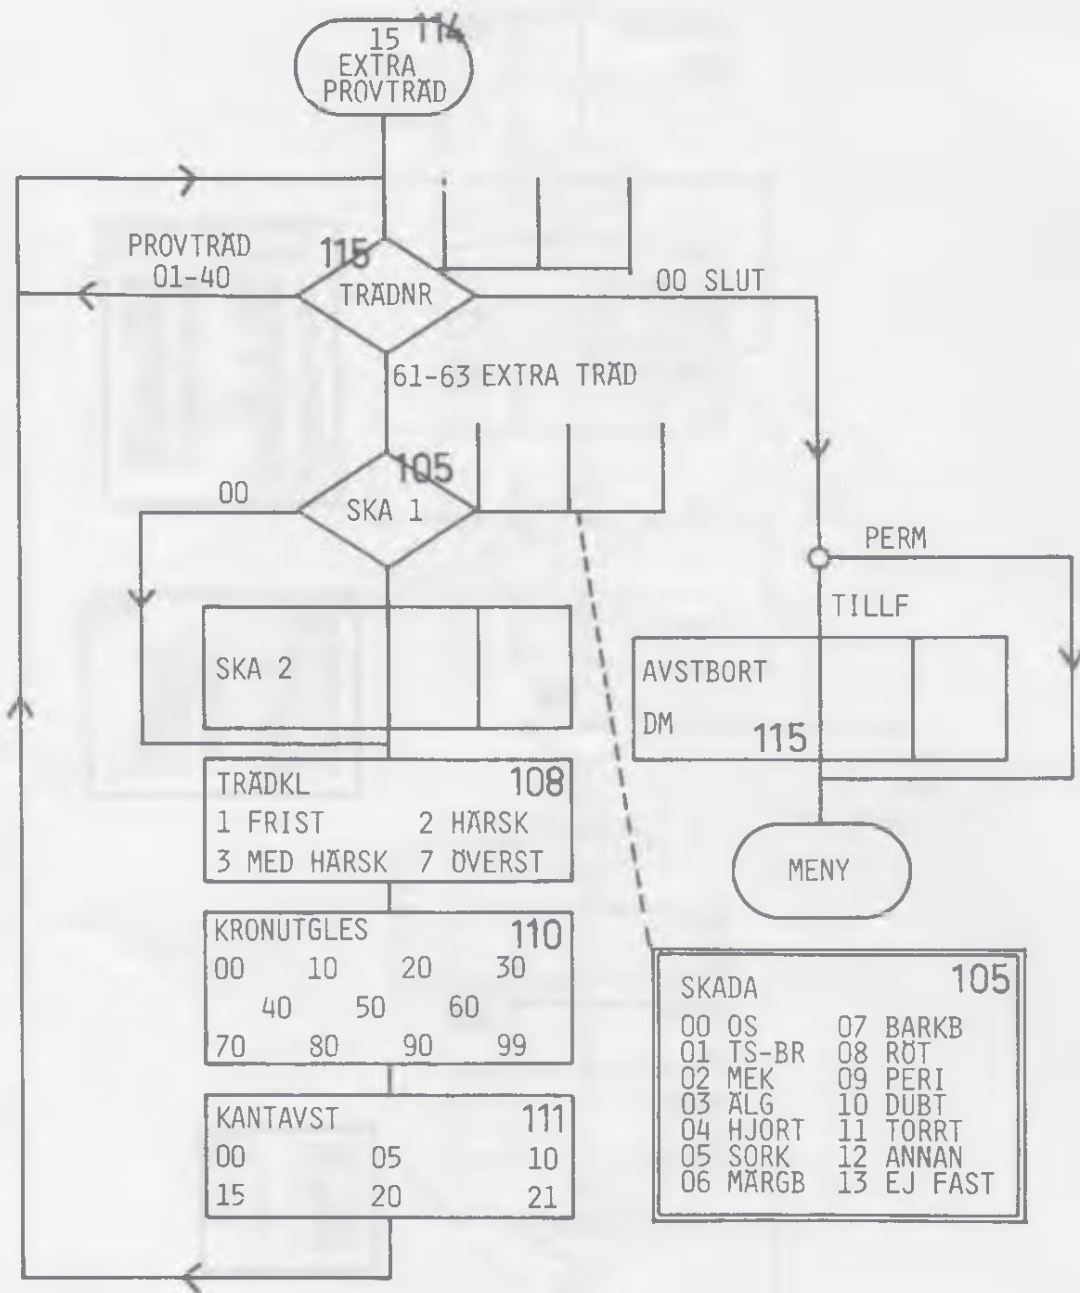 15 114
EXTRA
PROVTRÄD
PROVTRÄD
01-40
115
TRÄDNR
00 SLUT
61-63 EXTRA TRÄD
105
00
SKA 1
PERM
TILLF
SKA 2
AVSTBORT
DM 115
TRÄDKL 108
1 FRIST 2 HÄRSK
3 MED HÄRSK 7 ÖVERST
MENY
KRONUTGLES 110
00 10 20 30
40 50 60
70 80 90 99
KANTAVST 111
00 05 10
15 20 21
SKADA 105
00 OS 07 BARKB
01 TS-BR 08 RÖT
02 MEK 09 PERI
03 ÄLG 10 DUBT
04 HJORT 11 TORRT
05 SORK 12 ANNAN
06 MÄRGB 13 EJ FAST